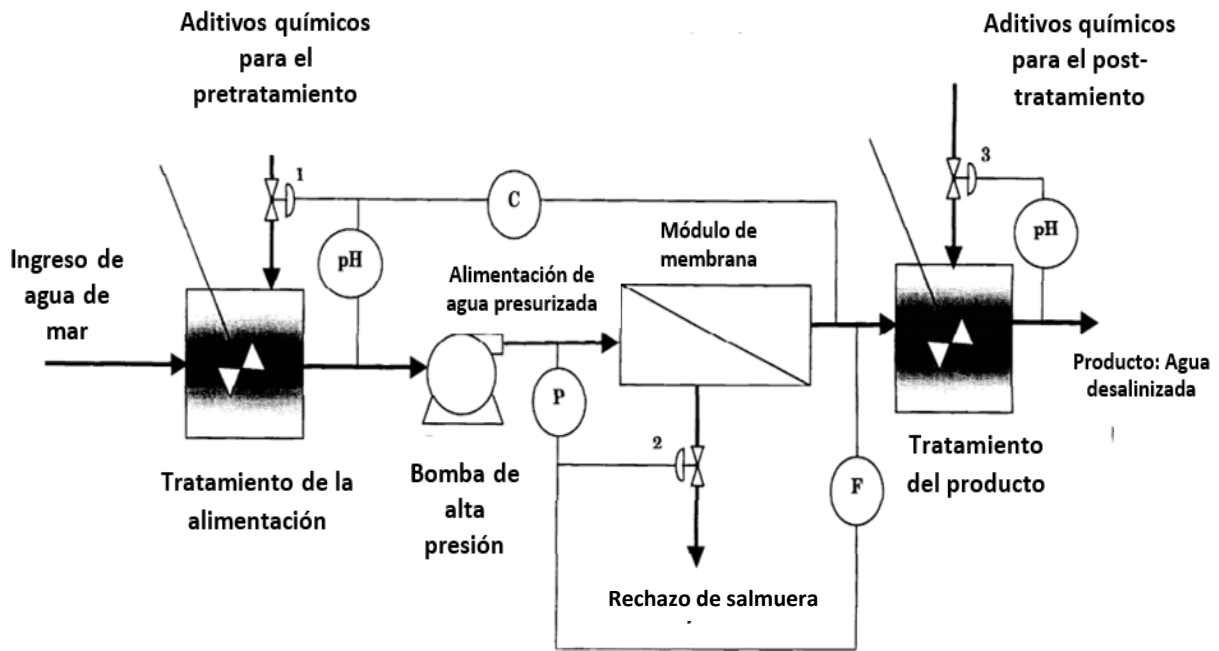 Aditivos químicos
para el
pretratamiento
Aditivos químicos
para el post-
tratamiento
1
3
C
pH
pH
Ingreso de
agua de
mar
Alimentación de
agua presurizada
Módulo de
membrana
P
2
F
Producto: Agua
desalinizada
Tratamiento de la
alimentación
Bomba de
alta
presión
Tratamiento
del producto
Rechazo de salmuera